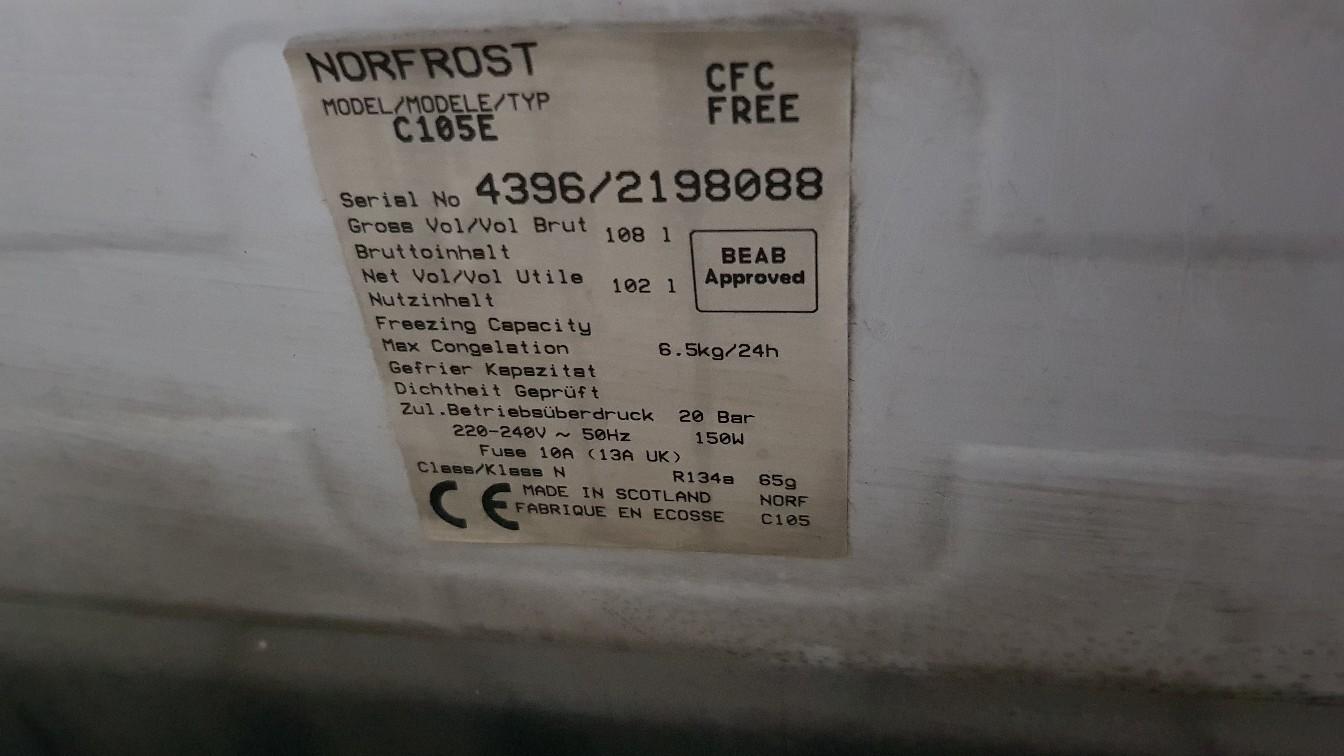 NORFROST
CFC
FREE
MODEL/MODELE/TYP
C105E
Serial No 4396/2198088
Gross Vol/Vol Brut 108 l
Bruttoinhalt
BEAB
Approved
Net Vol/Vol Utile 102 l
Nutzinhalt
Freezing Capacity
Max Congelation 6.5kg/24h
Gefrier Kapazitat
Dichtheit Geprüft
Zul.Betriebsüberdruck 20 Bar
220-240V ~ 50Hz 150W
Fuse 10A (13A UK)
Class/Klass N R134a 65g
CE
MADE IN SCOTLAND NORF
FABRIQUE EN ECOSSE C105